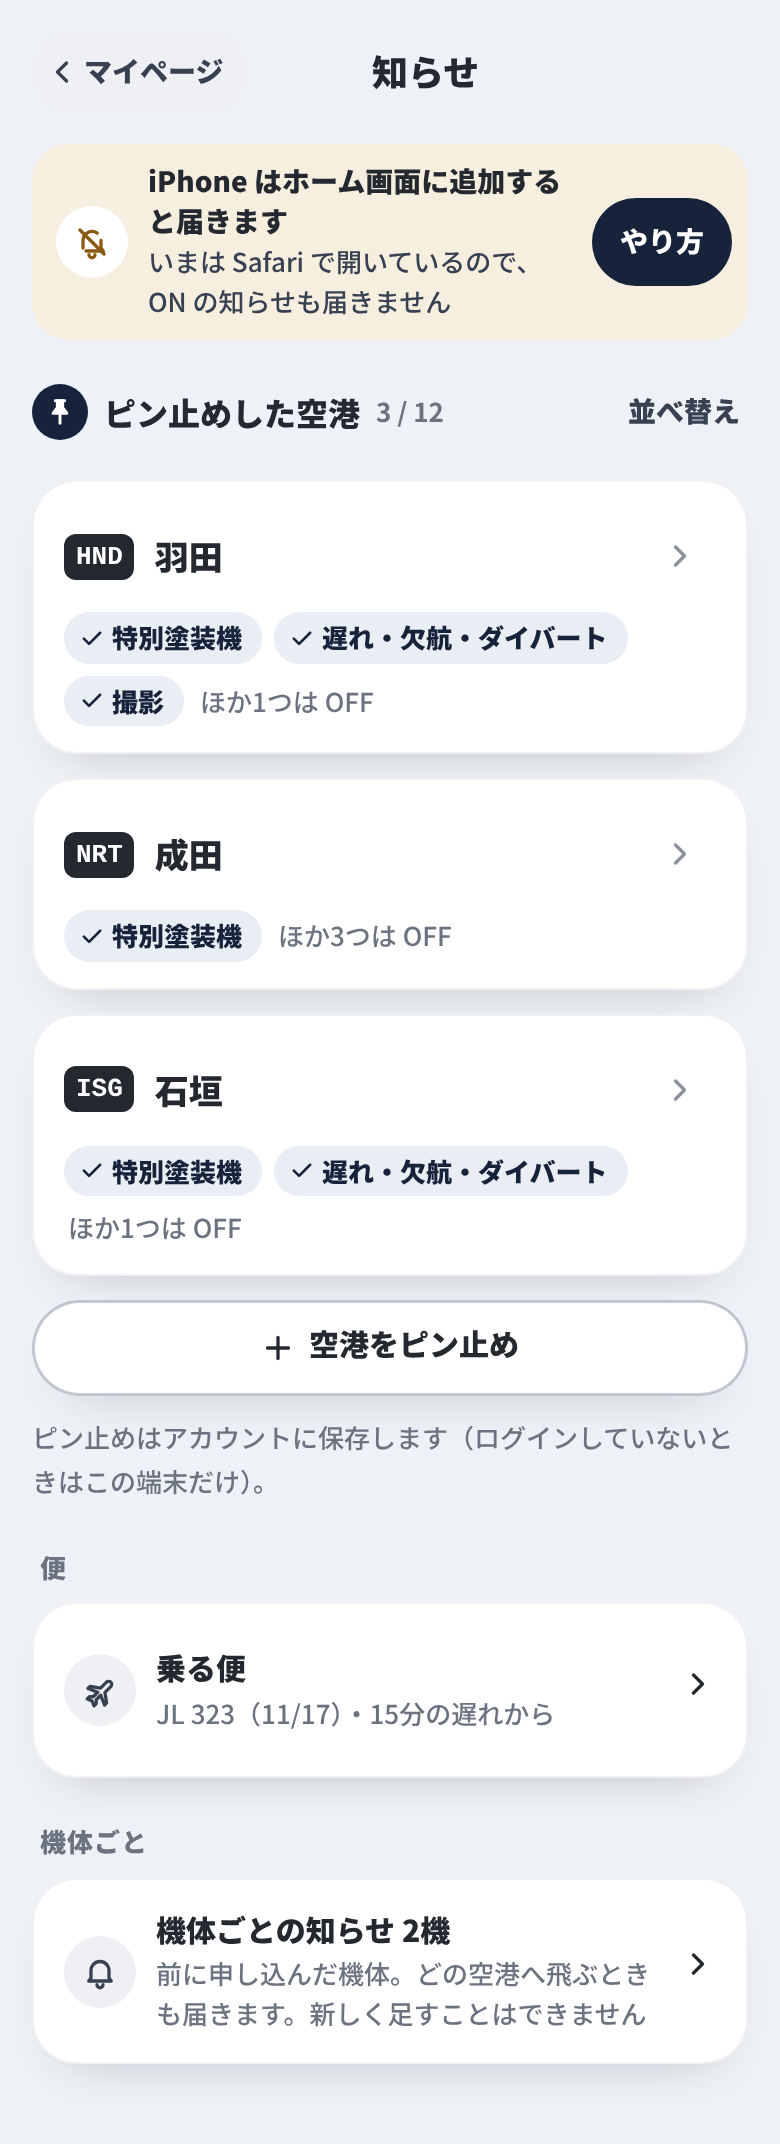 マイページ
知らせ
iPhone はホーム画面に追加する
と届きます
いまは Safari で開いているので、
ON の知らせも届きません
やり方
ピン止めした空港 3 / 12
並べ替え
HND 羽田
特別塗装機 遅れ・欠航・ダイバート
撮影 ほか1つは OFF
NRT 成田
特別塗装機 ほか3つは OFF
ISG 石垣
特別塗装機 遅れ・欠航・ダイバート
ほか1つは OFF
空港をピン止め
ピン止めはアカウントに保存します（ログインしていないと
きはこの端末だけ）。
便
乗る便
JL 323（11/17）・15分の遅れから
機体ごと
機体ごとの知らせ 2機
前に申し込んだ機体。どの空港へ飛ぶとき
も届きます。新しく足すことはできません